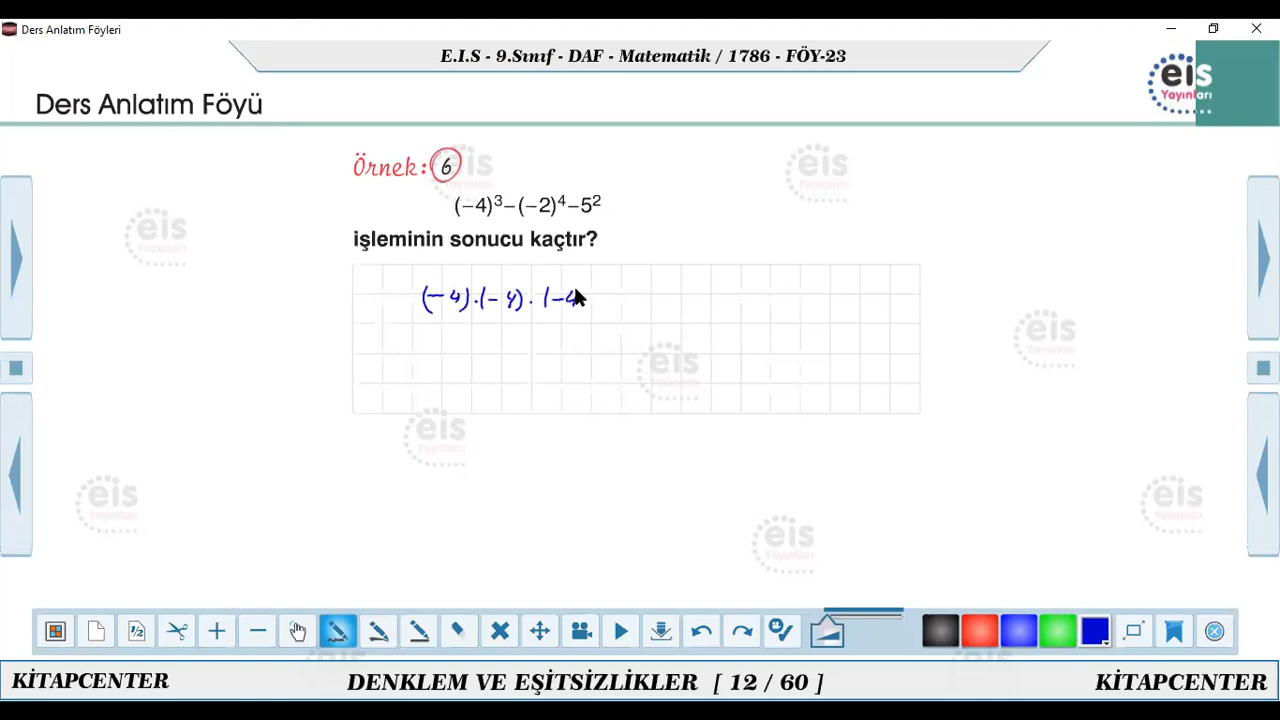 Ders Anlatım Föyleri
E.I.S - 9.Sınıf - DAF - Matematik / 1786 - FÖY-23
eis
Yayınları
Ders Anlatım Föyü
Örnek: 6
(−4)³−(−2)⁴−5²
işleminin sonucu kaçtır?
(−4).(−4).(−4
KİTAPCENTER
DENKLEM VE EŞİTSİZLİKLER [ 12 / 60 ]
KİTAPCENTER